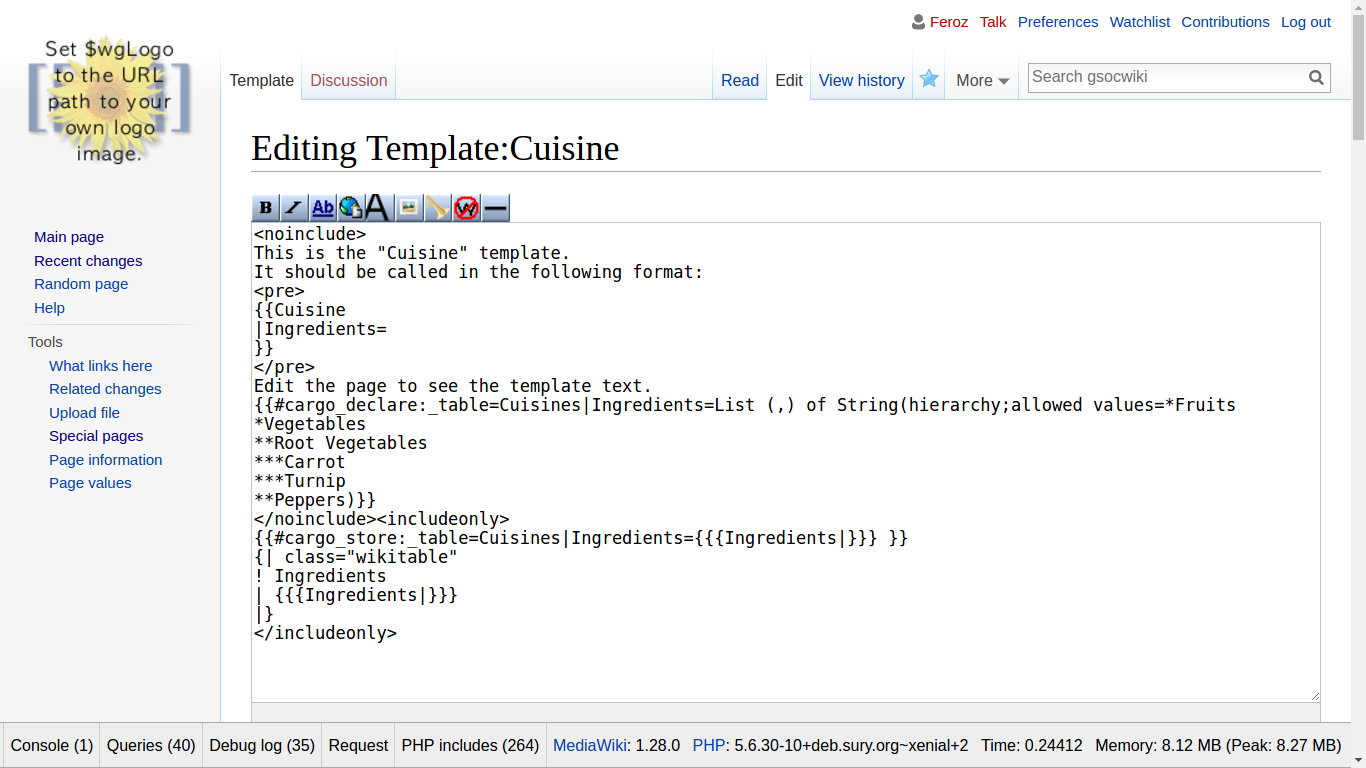 Feroz Talk Preferences Watchlist Contributions Log out
Set $wgLogo
to the URL
path to your
own logo
image.
Template Discussion Read Edit View history More Search gsocwiki
Editing Template:Cuisine
B I Ab A
Main page
Recent changes
Random page
Help
Tools
What links here
Related changes
Upload file
Special pages
Page information
Page values
<noinclude>
This is the "Cuisine" template.
It should be called in the following format:
<pre>
{{Cuisine
|Ingredients=
}}
</pre>
Edit the page to see the template text.
{{#cargo_declare:_table=Cuisines|Ingredients=List (,) of String(hierarchy;allowed values=*Fruits
*Vegetables
**Root Vegetables
***Carrot
***Turnip
**Peppers)}}
</noinclude><includeonly>
{{#cargo_store:_table=Cuisines|Ingredients={{{Ingredients|}}} }}
{| class="wikitable"
! Ingredients
| {{{Ingredients|}}}
|}
</includeonly>
Console (1) Queries (40) Debug log (35) Request PHP includes (264) MediaWiki: 1.28.0 PHP: 5.6.30-10+deb.sury.org~xenial+2 Time: 0.24412 Memory: 8.12 MB (Peak: 8.27 MB)